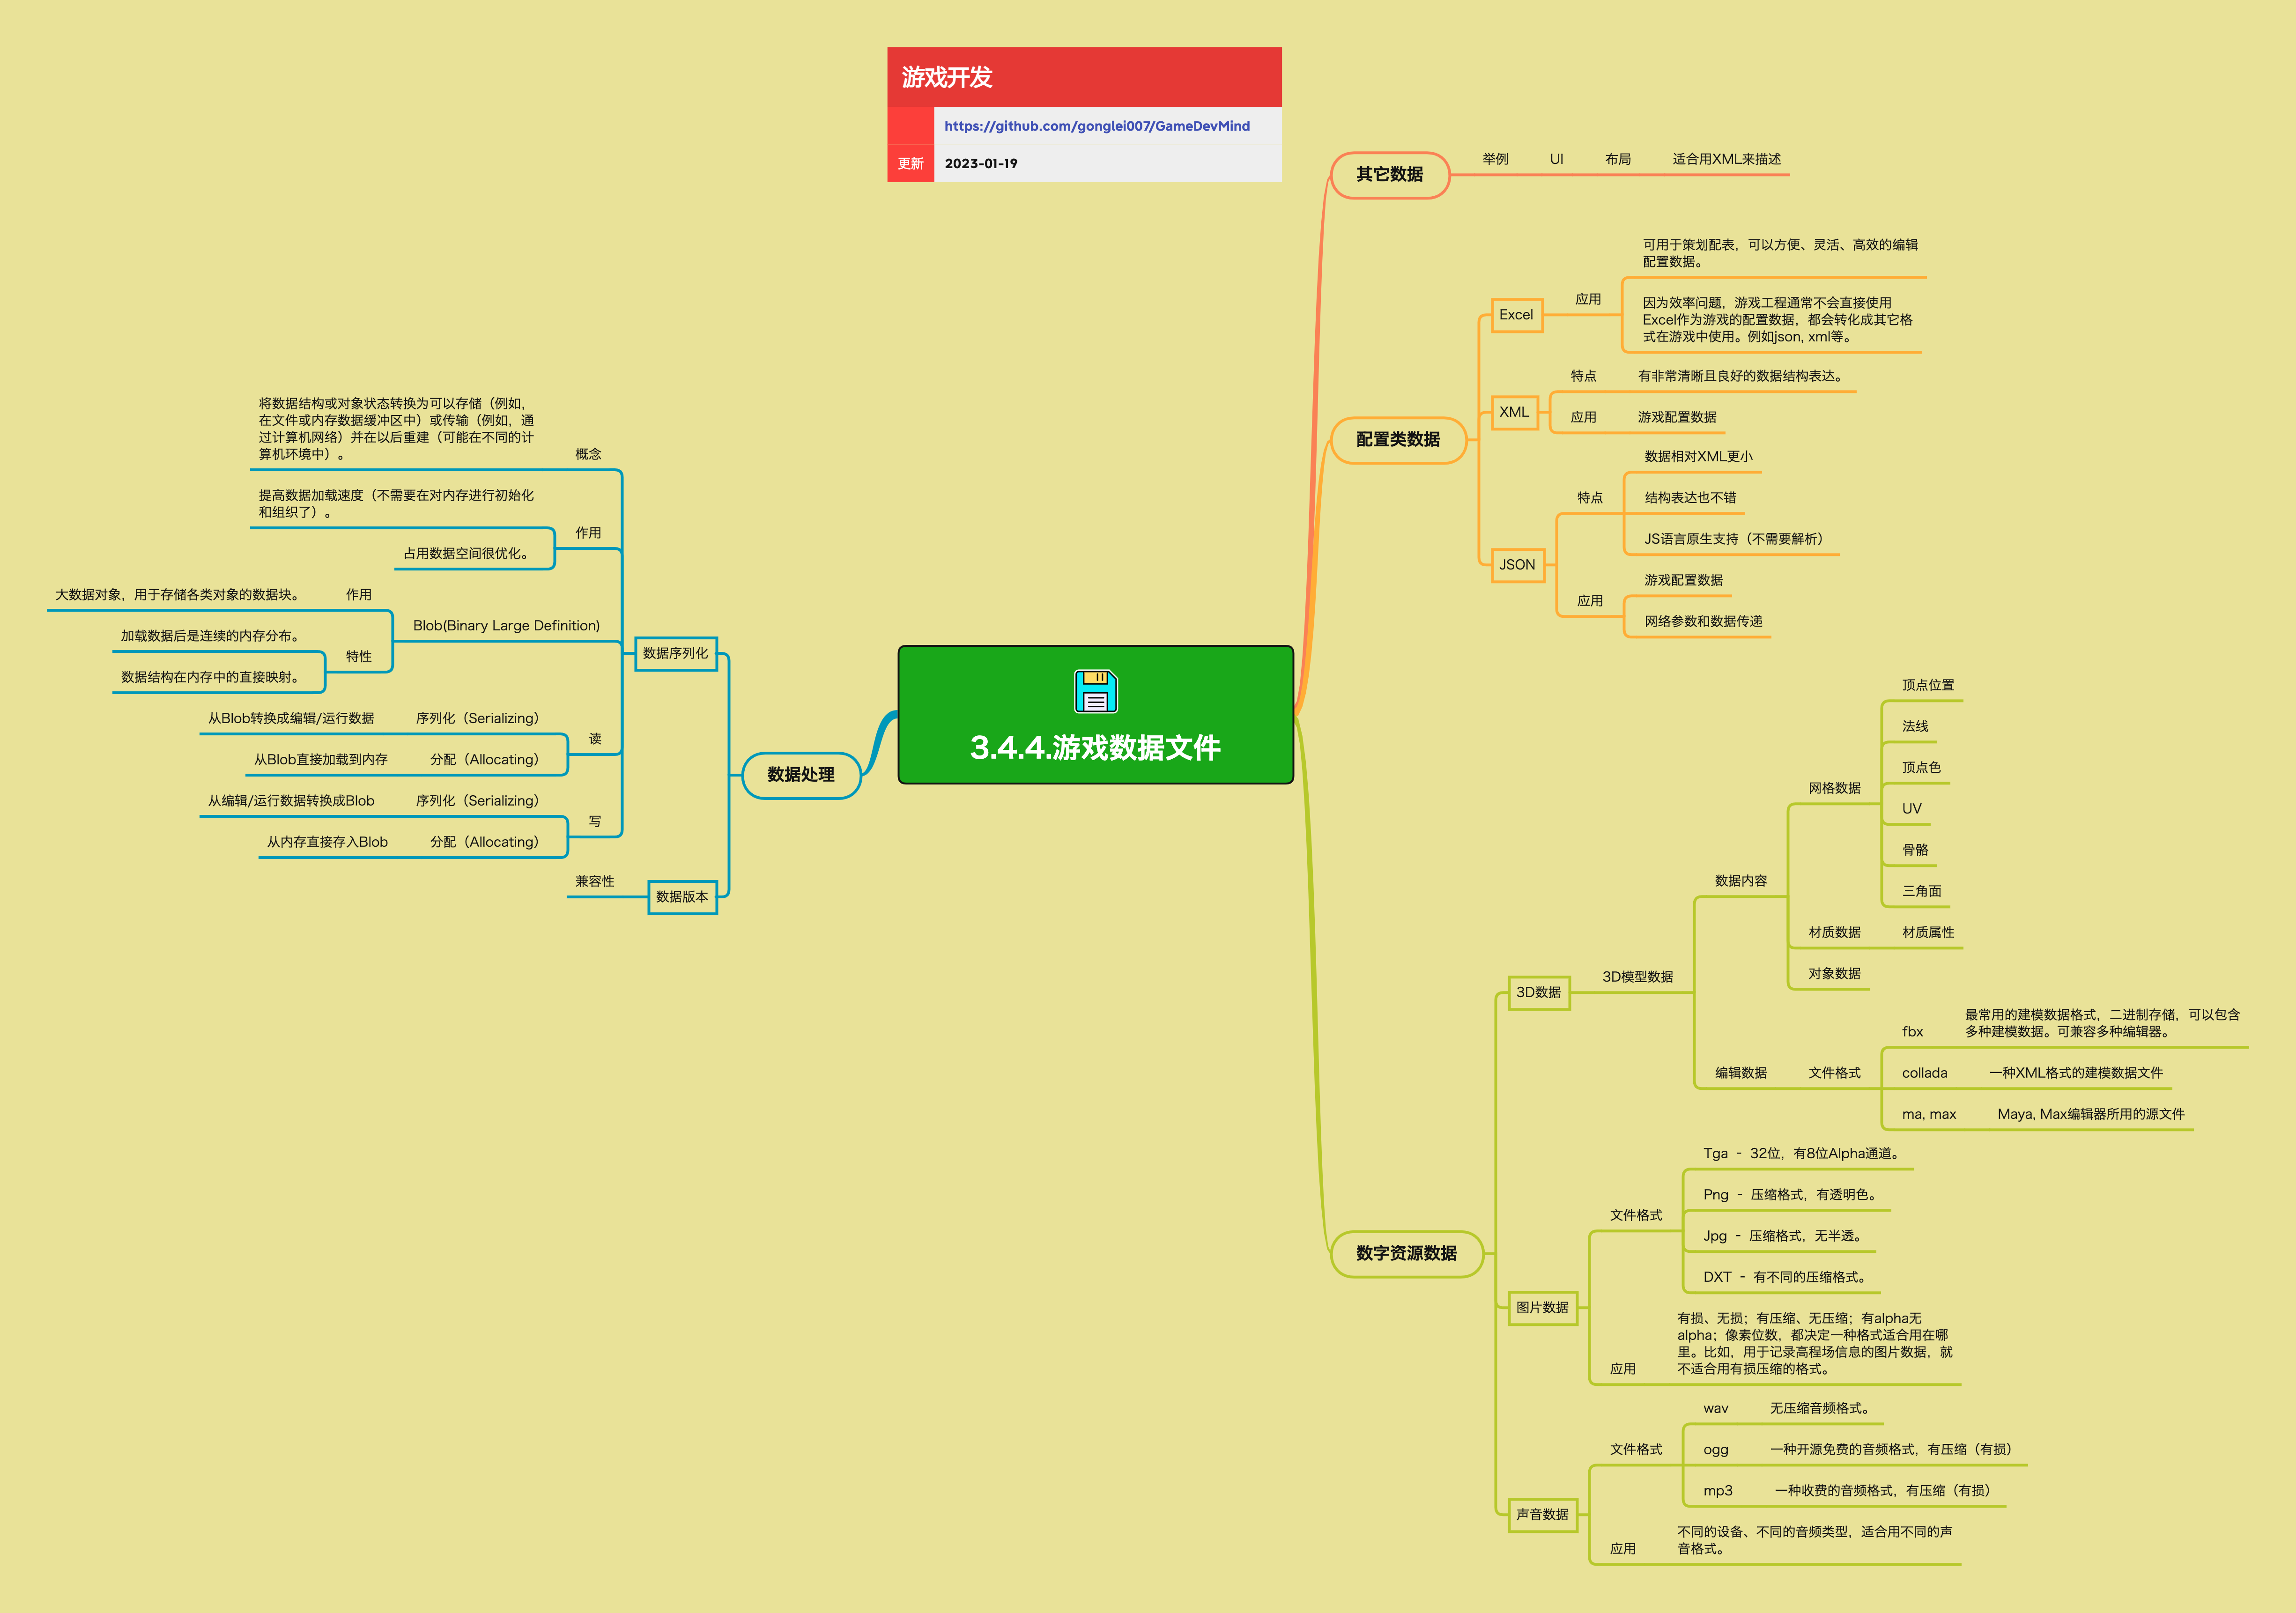 游戏开发
https://github.com/gonglei007/GameDevMind
更新 2023-01-19
3.4.4.游戏数据文件
其它数据
举例 UI 布局 适合用XML来描述
配置类数据
Excel
应用
可用于策划配表，可以方便、灵活、高效的编辑
配置数据。
因为效率问题，游戏工程通常不会直接使用
Excel作为游戏的配置数据，都会转化成其它格
式在游戏中使用。例如json, xml等。
XML
特点 有非常清晰且良好的数据结构表达。
应用 游戏配置数据
JSON
特点
数据相对XML更小
结构表达也不错
JS语言原生支持（不需要解析）
应用
游戏配置数据
网络参数和数据传递
数字资源数据
3D数据
3D模型数据
数据内容
网格数据
顶点位置
法线
顶点色
UV
骨骼
三角面
材质数据 材质属性
对象数据
编辑数据 文件格式
fbx
最常用的建模数据格式，二进制存储，可以包含
多种建模数据。可兼容多种编辑器。
collada 一种XML格式的建模数据文件
ma, max Maya, Max编辑器所用的源文件
图片数据
文件格式
Tga - 32位，有8位Alpha通道。
Png - 压缩格式，有透明色。
Jpg - 压缩格式，无半透。
DXT - 有不同的压缩格式。
应用
有损、无损；有压缩、无压缩；有alpha无
alpha；像素位数，都决定一种格式适合用在哪
里。比如，用于记录高程场信息的图片数据，就
不适合用有损压缩的格式。
声音数据
文件格式
wav 无压缩音频格式。
ogg 一种开源免费的音频格式，有压缩（有损）
mp3 一种收费的音频格式，有压缩（有损）
应用
不同的设备、不同的音频类型，适合用不同的声
音格式。
数据处理
数据序列化
概念
将数据结构或对象状态转换为可以存储（例如，
在文件或内存数据缓冲区中）或传输（例如，通
过计算机网络）并在以后重建（可能在不同的计
算机环境中）。
作用
提高数据加载速度（不需要在对内存进行初始化
和组织了）。
占用数据空间很优化。
Blob(Binary Large Definition)
作用
大数据对象，用于存储各类对象的数据块。
特性
加载数据后是连续的内存分布。
数据结构在内存中的直接映射。
读
序列化（Serializing） 从Blob转换成编辑/运行数据
分配（Allocating） 从Blob直接加载到内存
写
序列化（Serializing） 从编辑/运行数据转换成Blob
分配（Allocating） 从内存直接存入Blob
数据版本
兼容性